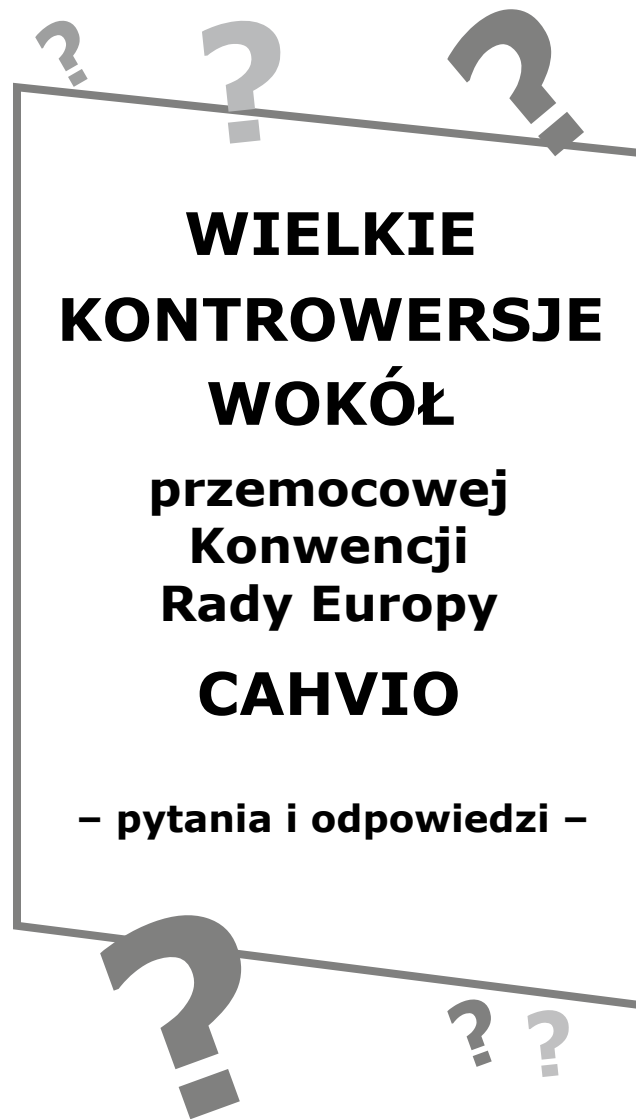 ?
?
?
WIELKIE
KONTROWERSJE
WOKÓŁ
przemocowej
Konwencji
Rady Europy
CAHVIO
– pytania i odpowiedzi –
?
?
?